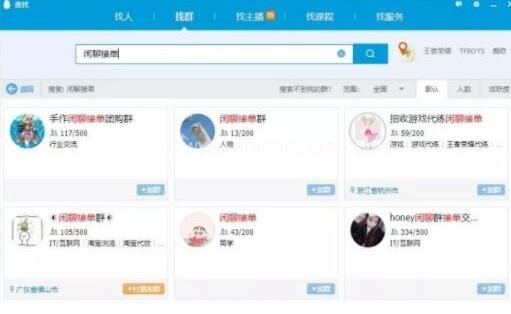 查找
找人
找群
找主播
热
找课程
找服务
闲聊接单
王者荣耀 TFBOYS
返回 搜索: 闲聊接单
搜索不到我的群? 范围: 全国 默认 人数 活跃度
手作闲聊接单团购群
117/500
行业交流
+加群
闲聊接单
13/200
人物
+加群
招收游戏代练闲聊接单
59/200
游戏 | 游戏代练 | 王者荣耀代练...
浙江省杭州市
+加群
闲聊接单群
105/500
IT/互联网 | 淘宝浏览 | 淘宝代放 | ...
广东省佛山市
+付费加群
闲聊接单
43/200
同学
+加群
honey闲聊群接单交...
334/500
IT/互联网
+加群